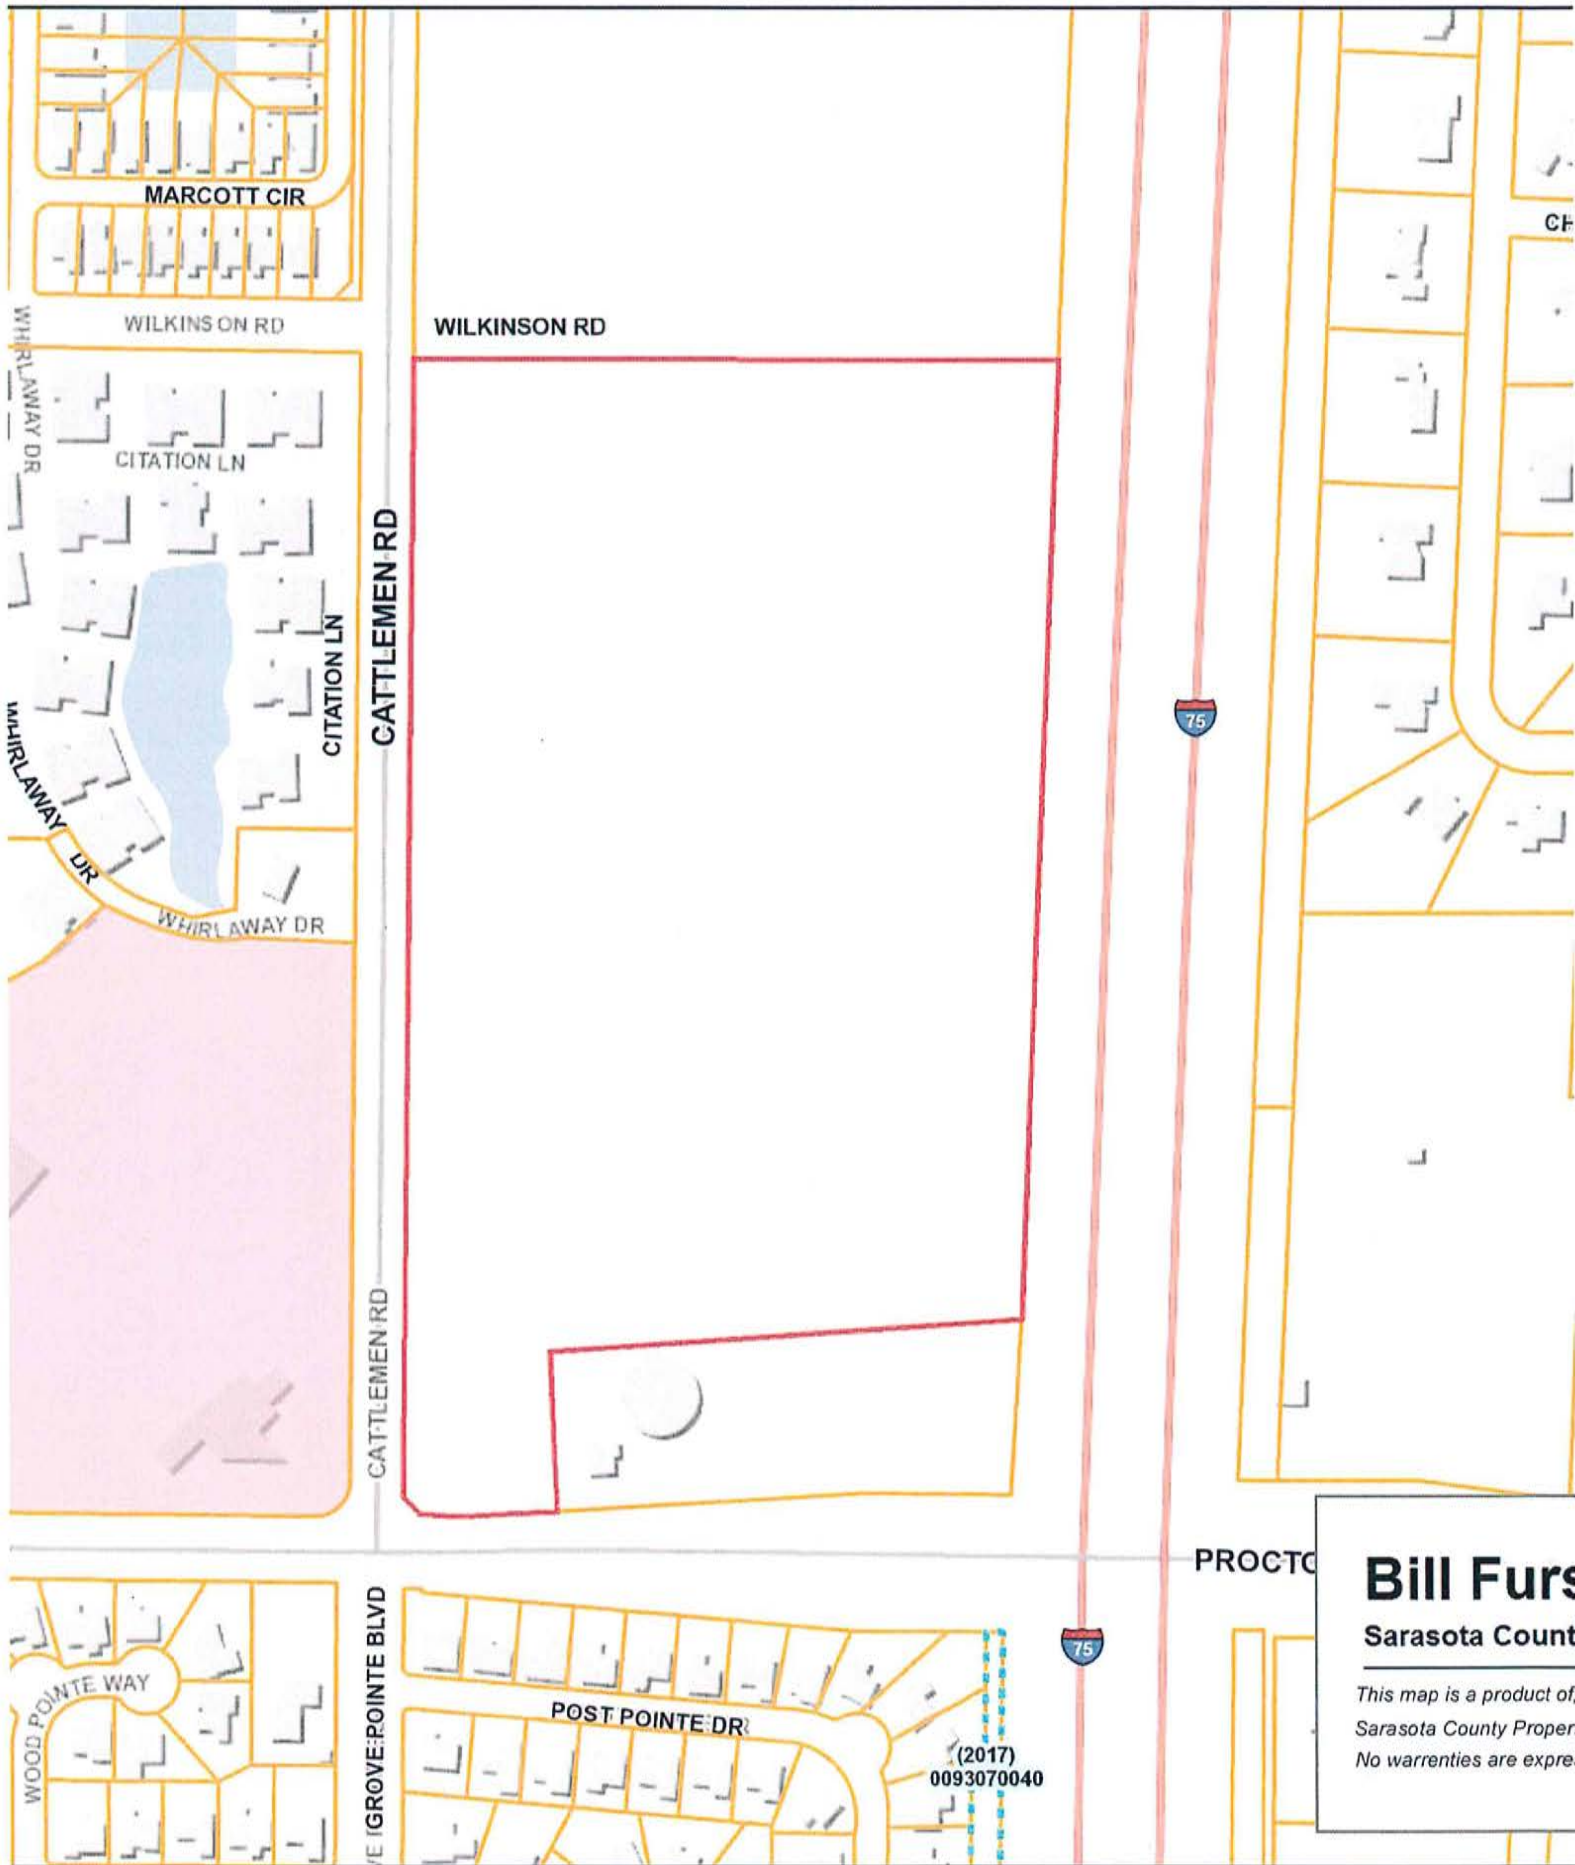 MARCOTT CIR
CH
WILKINSON RD
WILKINSON RD
WHIRLAWAY DR
CITATION LN
CATTLEMEN RD
CITATION LN
75
WHIRLAWAY DR
WHIRLAWAY DR
CATTLEMEN RD
PROCTO
75
GROVE POINTE BLVD
WOOD POINTE WAY
POST POINTE DR
(2017)
0093070040
VE
Bill Furs
Sarasota Count
This map is a product of,
Sarasota County Proper
No warrenties are expre